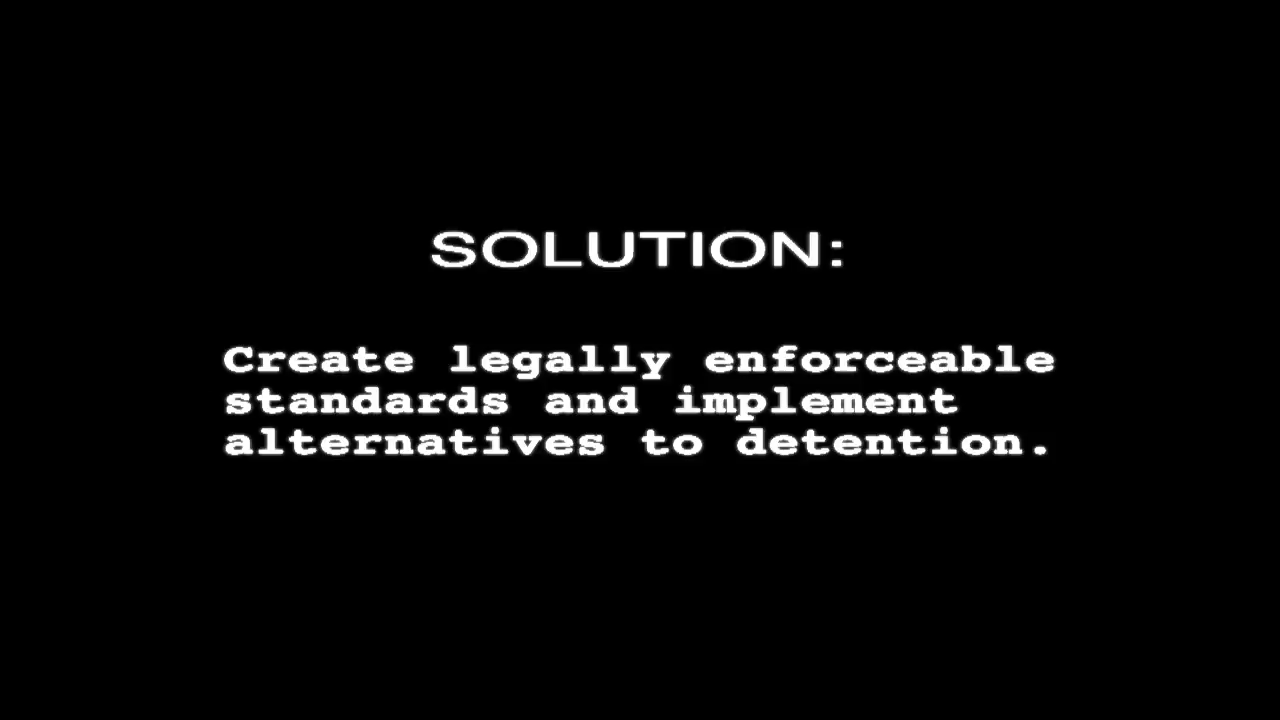 SOLUTION:
Create legally enforceable
standards and implement
alternatives to detention.